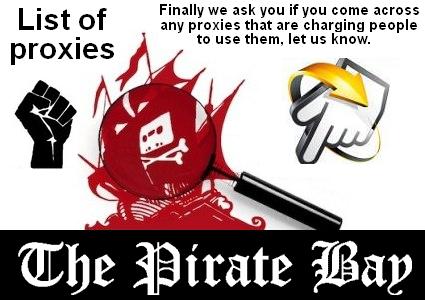 List of
proxies
Finally we ask you if you come across
any proxies that are charging people
to use them, let us know.
The Pirate Bay